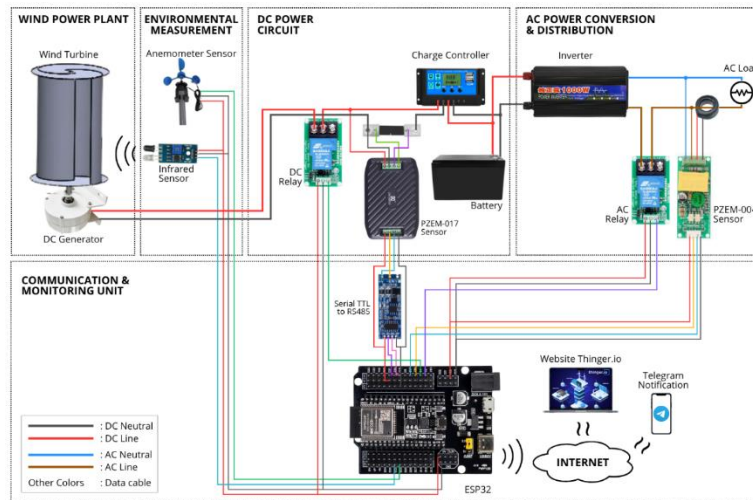 WIND POWER PLANT
Wind Turbine
DC Generator
ENVIRONMENTAL
MEASUREMENT
Anemometer Sensor
Infrared
Sensor
DC POWER
CIRCUIT
Charge Controller
DC
Relay
PZEM-017
Sensor
Battery
AC POWER CONVERSION
& DISTRIBUTION
Inverter
1000W
AC Loa
AC
Relay
PZEM-004
Sensor
COMMUNICATION &
MONITORING UNIT
Serial TTL
to RS485
Website Thinger.io
Thinger.io
Telegram
Notification
INTERNET
ESP32
: DC Neutral
: DC Line
: AC Neutral
: AC Line
Other Colors : Data cable